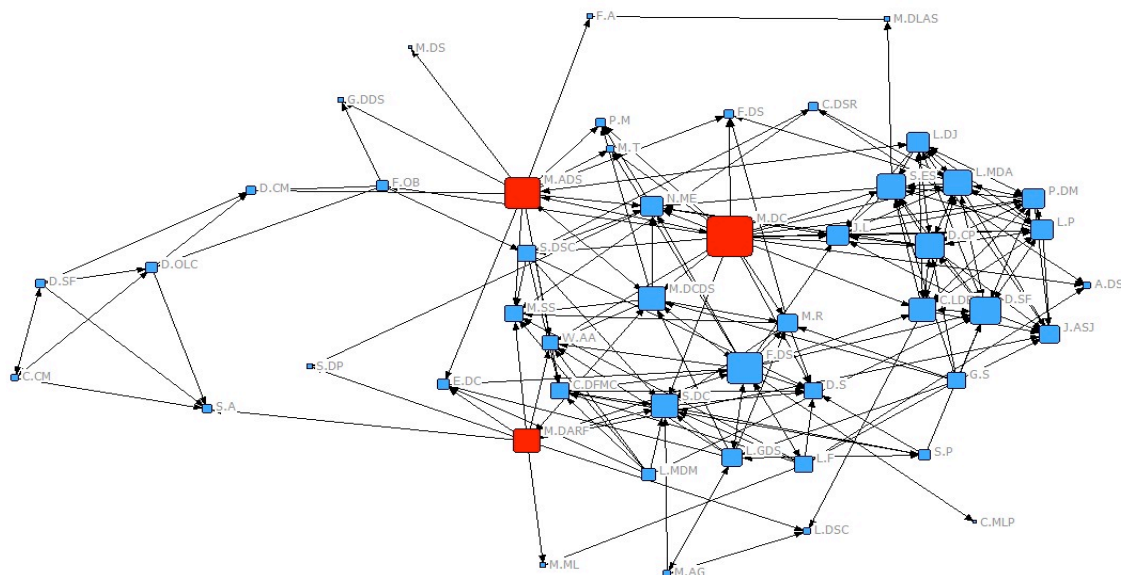 F.A
M.DLAS
M.DS
G.DDS
C.DSR
F.DS
P.M
L.DJ
M.T
L.MDA
S.ES
M.ADS
F.OB
D.CM
P.DM
N.ME
M.DC
L.P
J.L
D.CP
S.DSC
D.OLC
D.SF
A.DS
M.DCDS
C.LDB
D.SF
M.SS
M.R
J.ASJ
W.AA
F.DS
S.DP
C.CM
G.S
E.DC
C.DFMC
D.S
S.A
S.DC
M.DARF
L.GDS
S.P
L.F
L.MDM
C.MLP
L.DSC
M.ML
M.AG